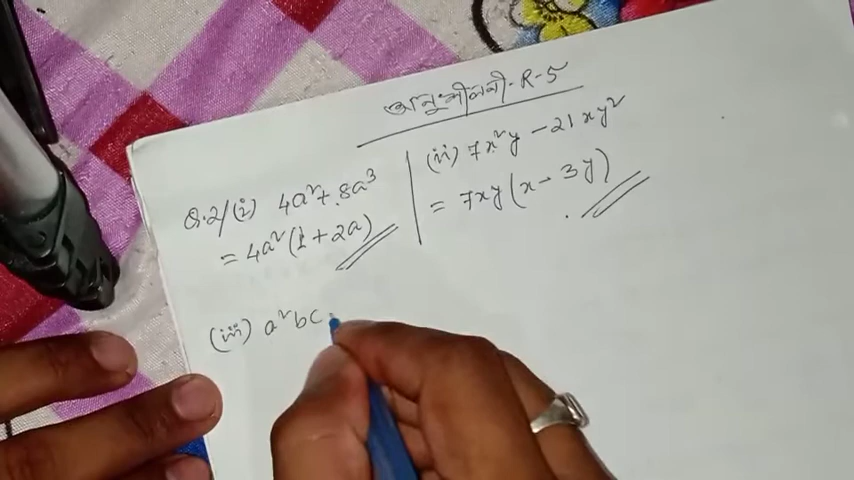 অনুশীলনী-R-5
Q.2/(i) 4a²+8a³
= 4a²(1+2a)
(ii) 7x²y - 21xy²
= 7xy(x-3y)
(iii) a²bc